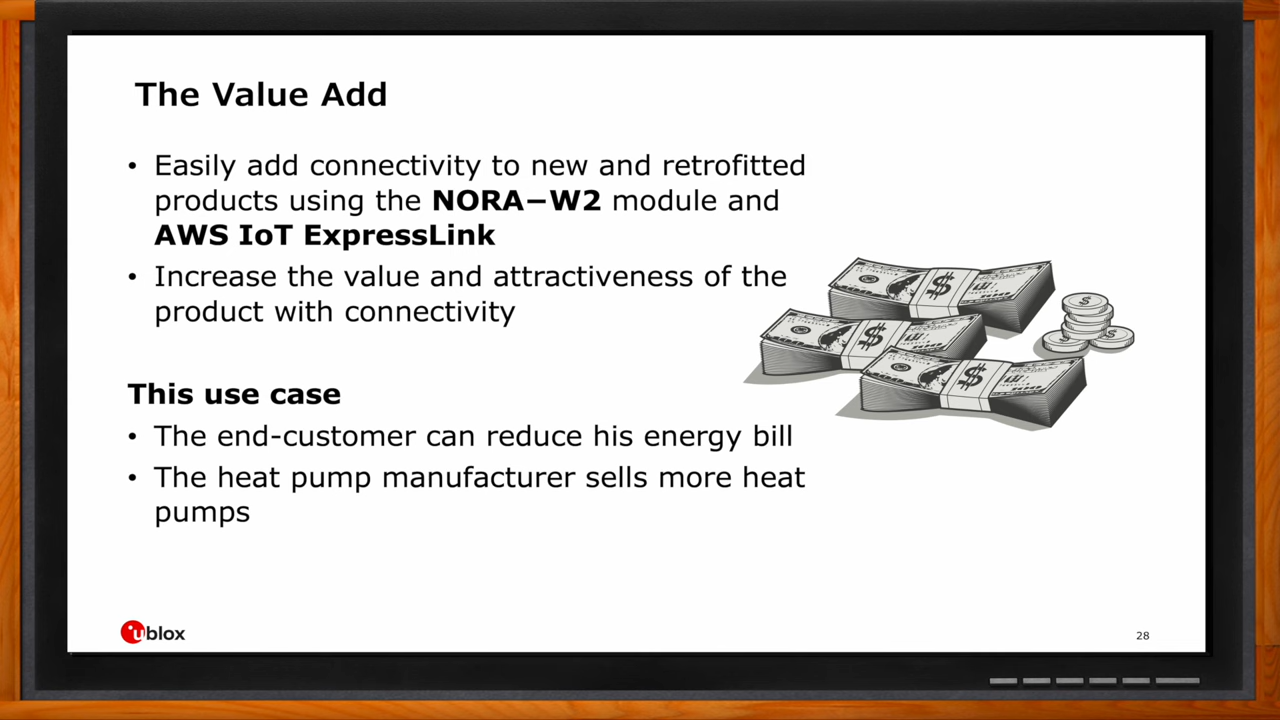 The Value Add
• Easily add connectivity to new and retrofitted
products using the NORA−W2 module and
AWS IoT ExpressLink
• Increase the value and attractiveness of the
product with connectivity
This use case
• The end-customer can reduce his energy bill
• The heat pump manufacturer sells more heat
pumps
ublox
28